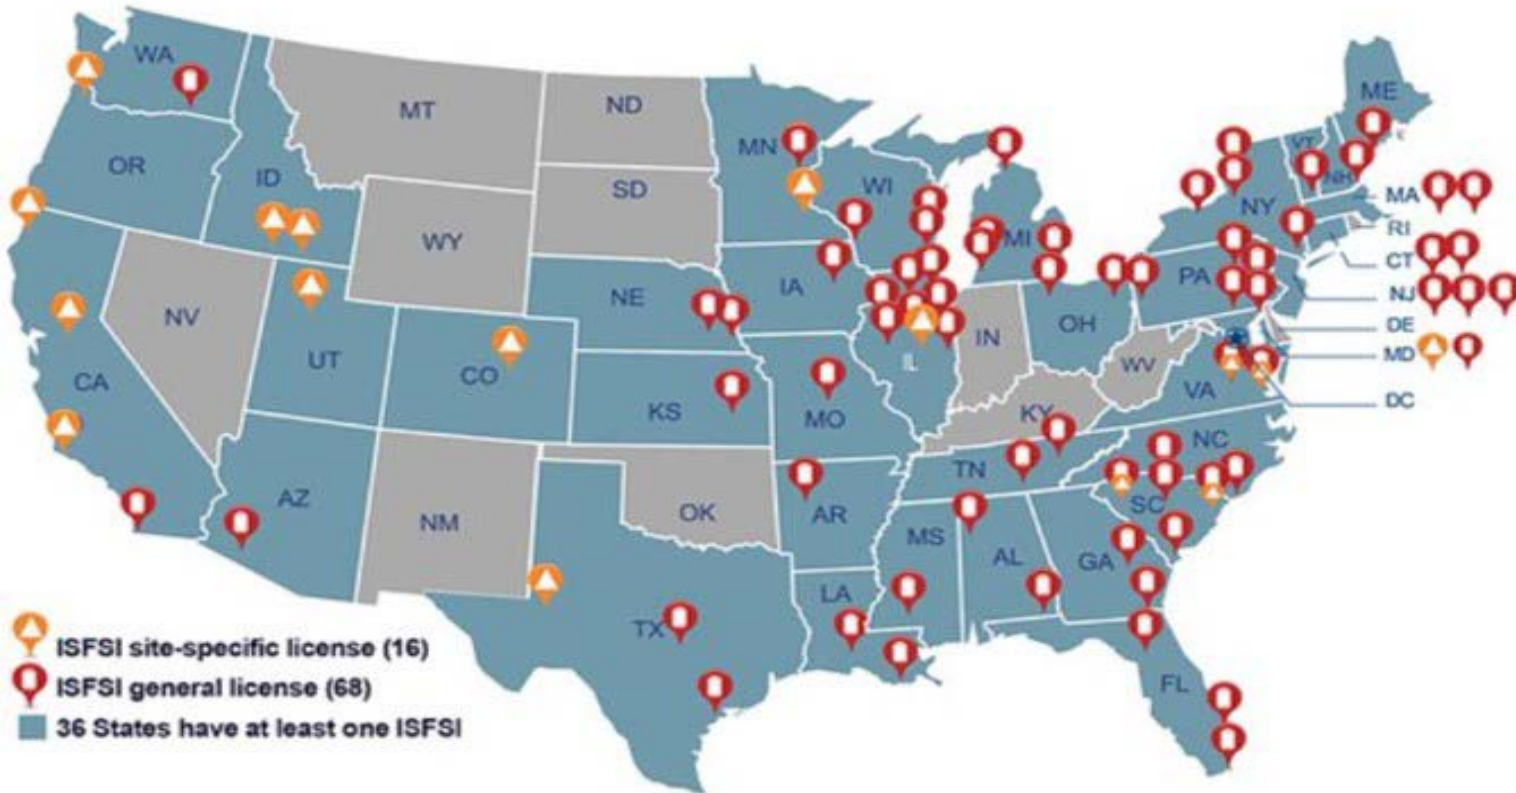 WA
MT
ND
MN
ME
OR
ID
SD
WI
VT
NH
MA
WY
MI
NY
RI
CT
NV
NE
IA
PA
NJ
UT
CO
IL
IN
OH
DE
WV
MD
CA
KS
MO
VA
DC
KY
NC
TN
AZ
NM
OK
AR
SC
MS
AL
GA
LA
TX
FL
ISFSI site-specific license (16)
ISFSI general license (68)
36 States have at least one ISFSI